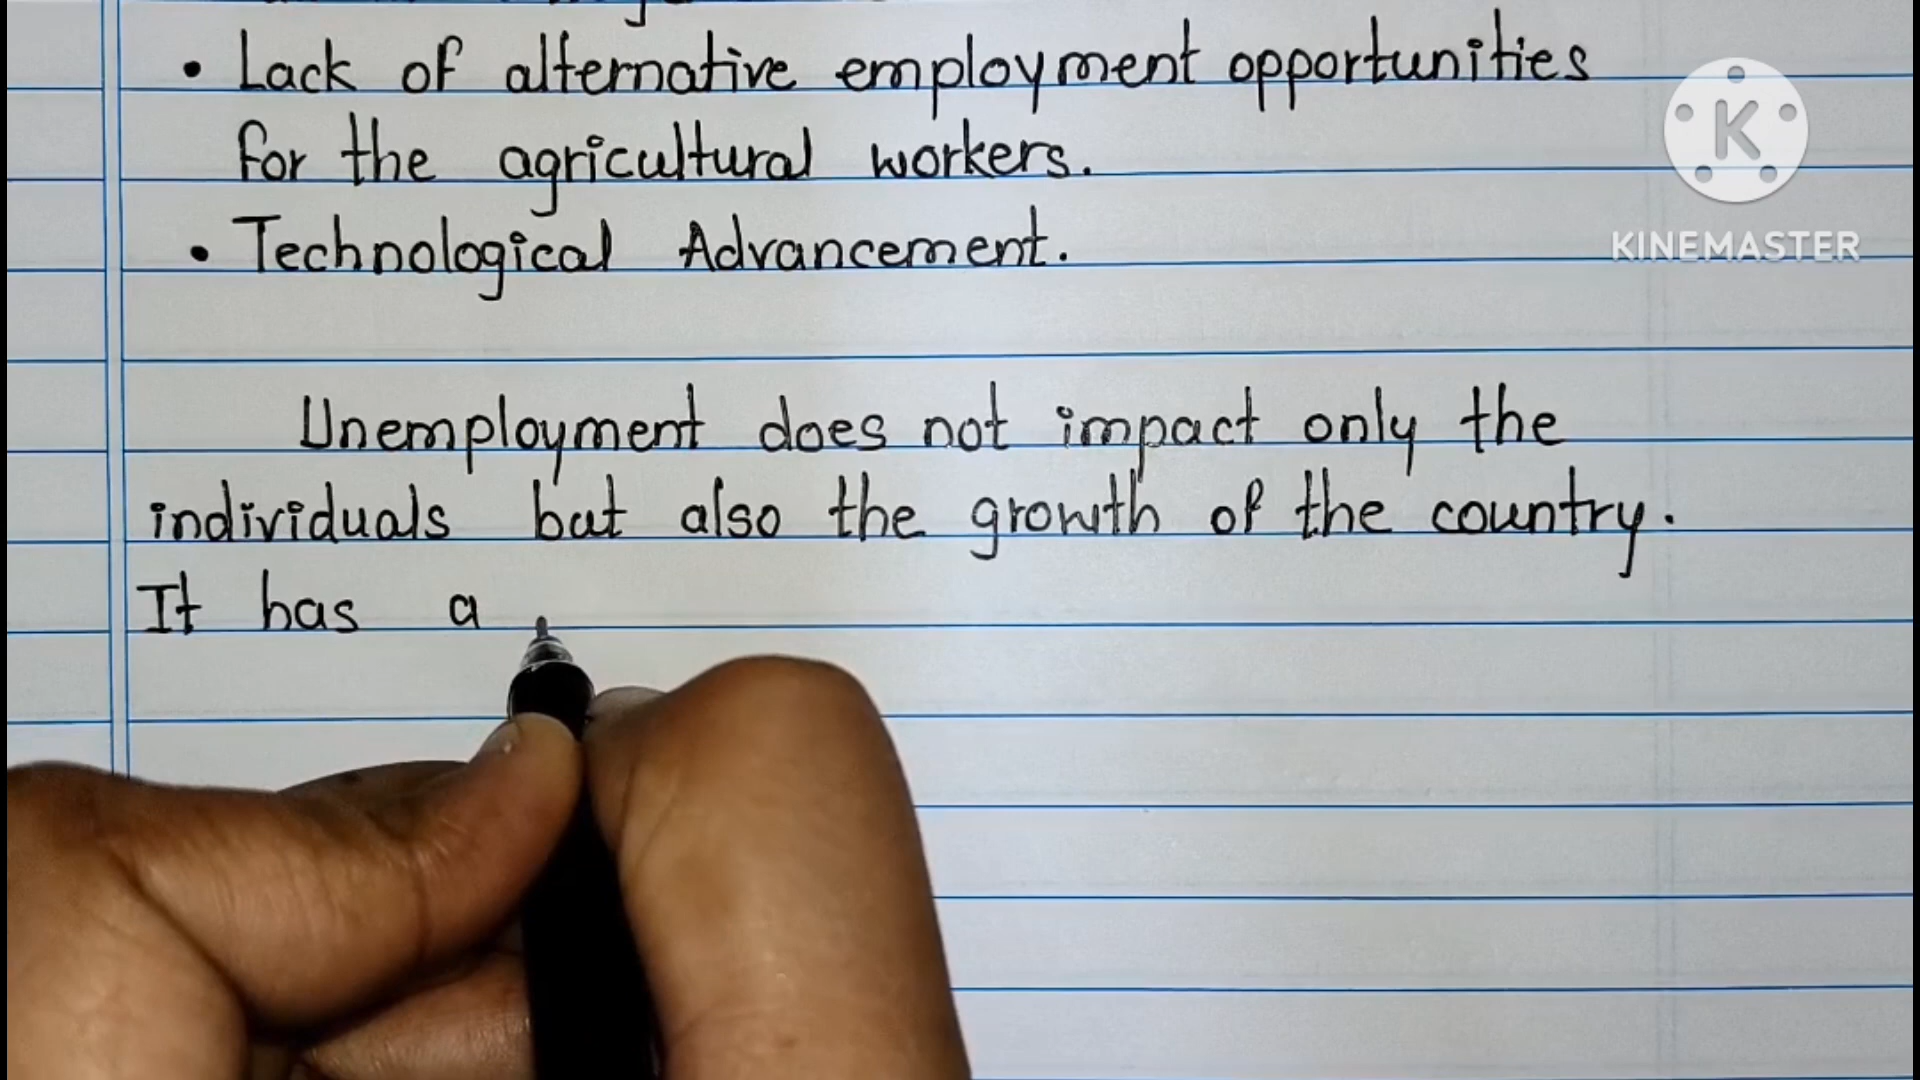 • Lack of alternative employment opportunities
for the agricultural workers.
• Technological Advancement.
Unemployment does not impact only the
individuals but also the growth of the country.
It has a
K
KINEMASTER